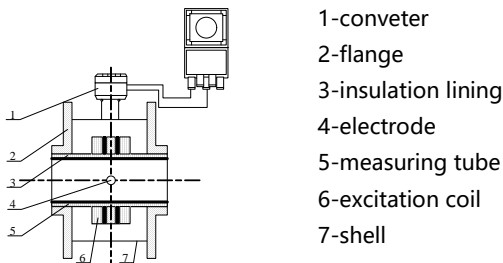 1-conveter
2-flange
3-insulation lining
4-electrode
5-measuring tube
6-excitation coil
7-shell
1
2
3
4
5
6
7